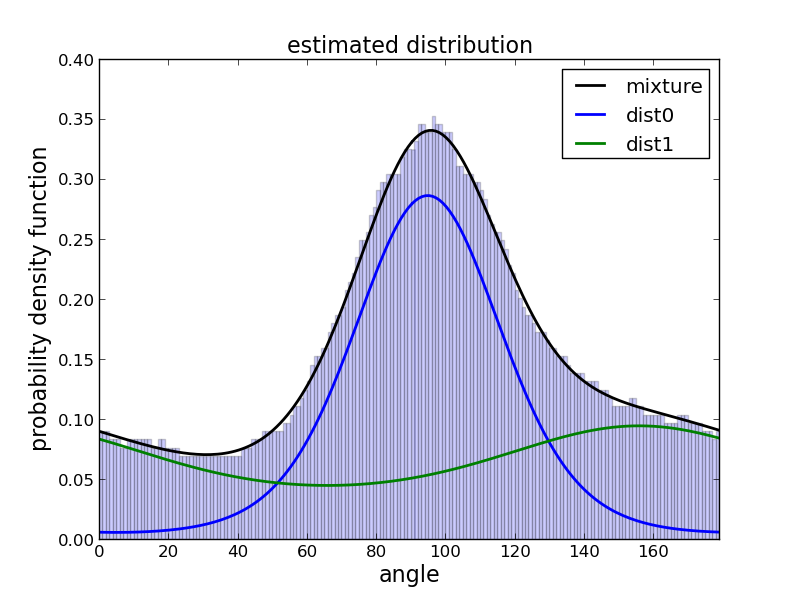 estimated distribution
mixture
dist0
dist1
probability density function
0.40
0.35
0.30
0.25
0.20
0.15
0.10
0.05
0.00
0 20 40 60 80 100 120 140 160
angle